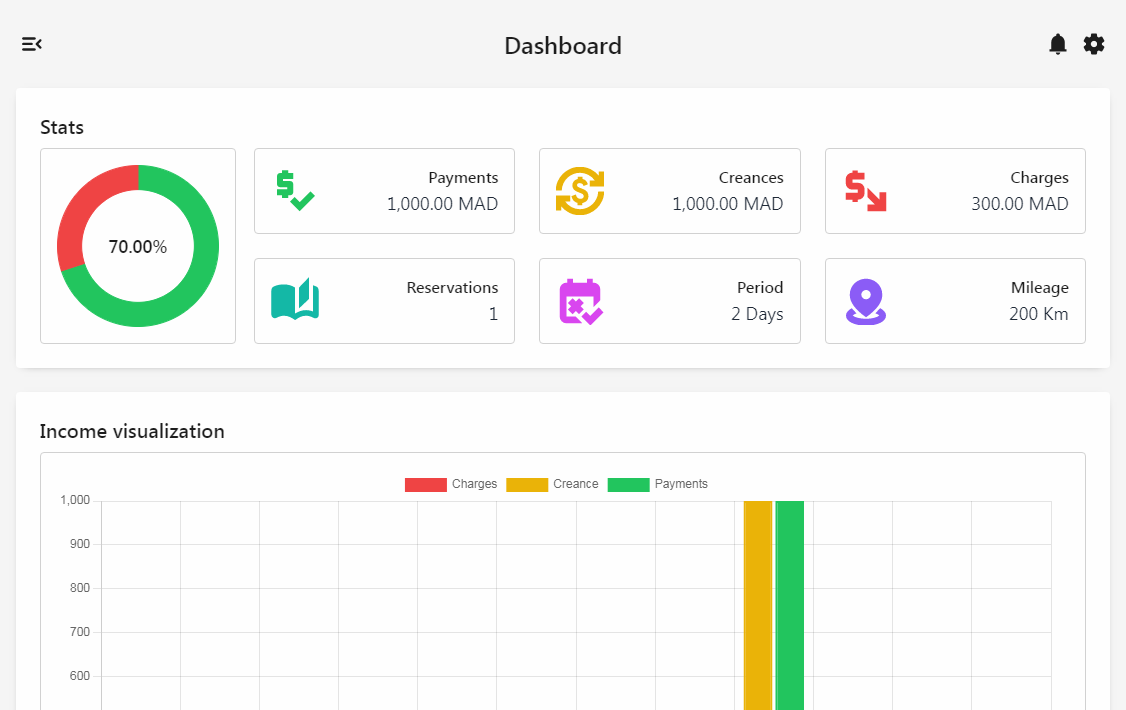 Dashboard
Stats
70.00%
Payments
1,000.00 MAD
Creances
1,000.00 MAD
Charges
300.00 MAD
Reservations
1
Period
2 Days
Mileage
200 Km
Income visualization
Charges Creance Payments
1,000
900
800
700
600